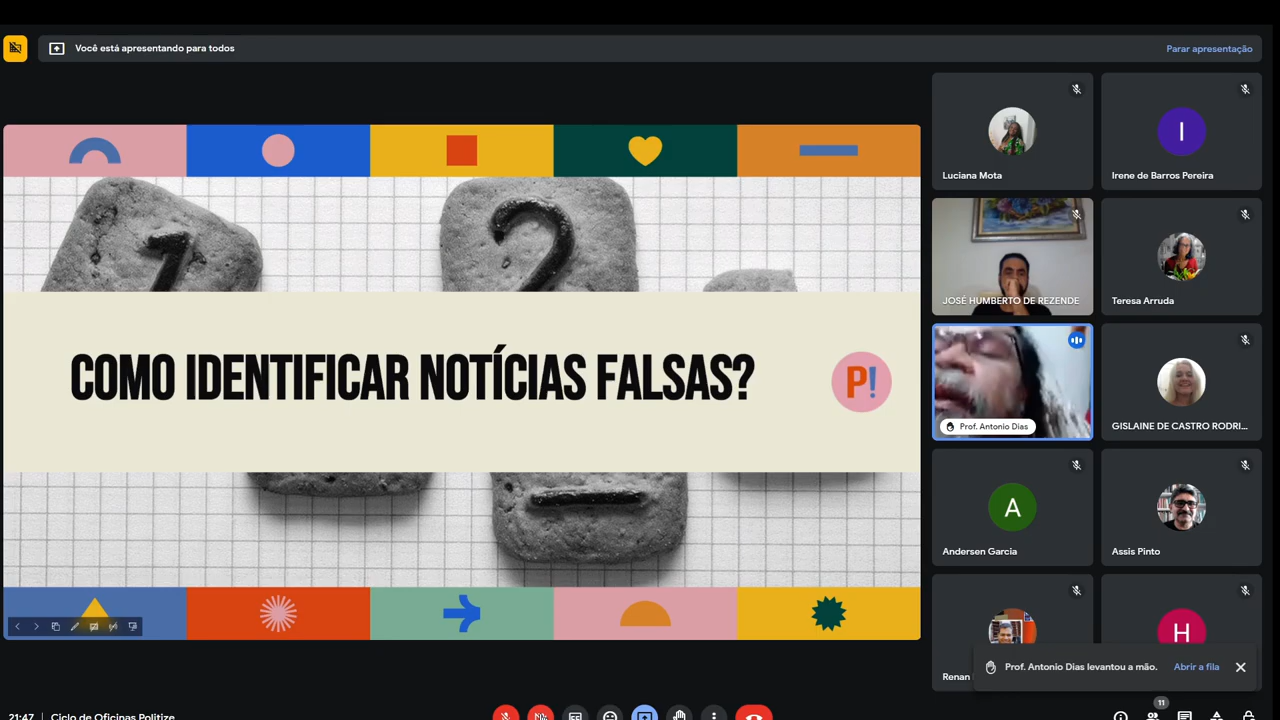 Você está apresentando para todos
Parar apresentação
1
2
COMO IDENTIFICAR NOTÍCIAS FALSAS?
P!
Luciana Mota
I
Irene de Barros Pereira
JOSÉ HUMBERTO DE REZENDE
Teresa Arruda
Prof. Antonio Dias
GISLAINE DE CASTRO RODRI...
A
Andersen Garcia
Assis Pinto
Renan
H
Prof. Antonio Dias levantou a mão.
Abrir a fila
11
21:47 | Ciclo de Oficinas Politize